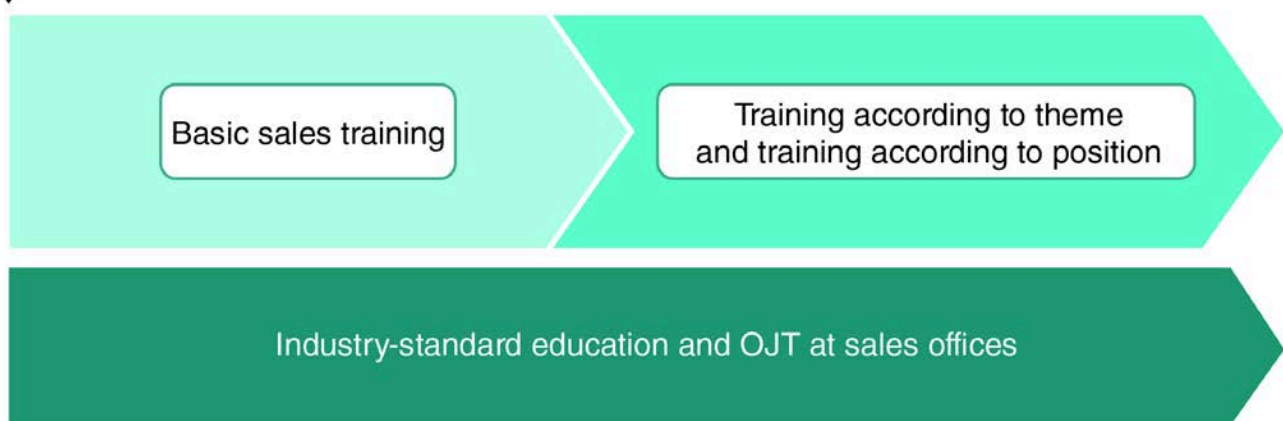 Basic sales training
Training according to theme
and training according to position
Industry-standard education and OJT at sales offices